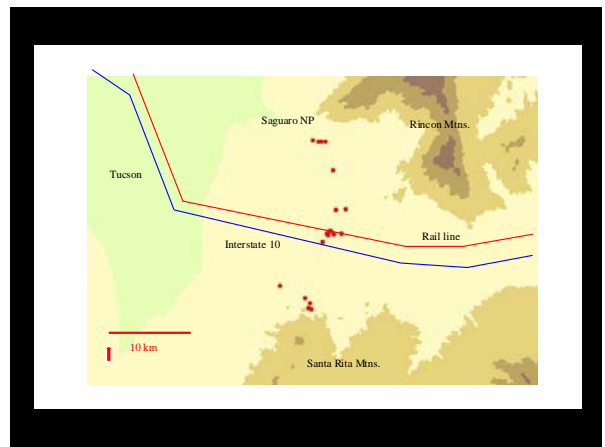 Saguaro NP
Rincon Mtns.
Tucson
Rail line
Interstate 10
10 km
Santa Rita Mtns.